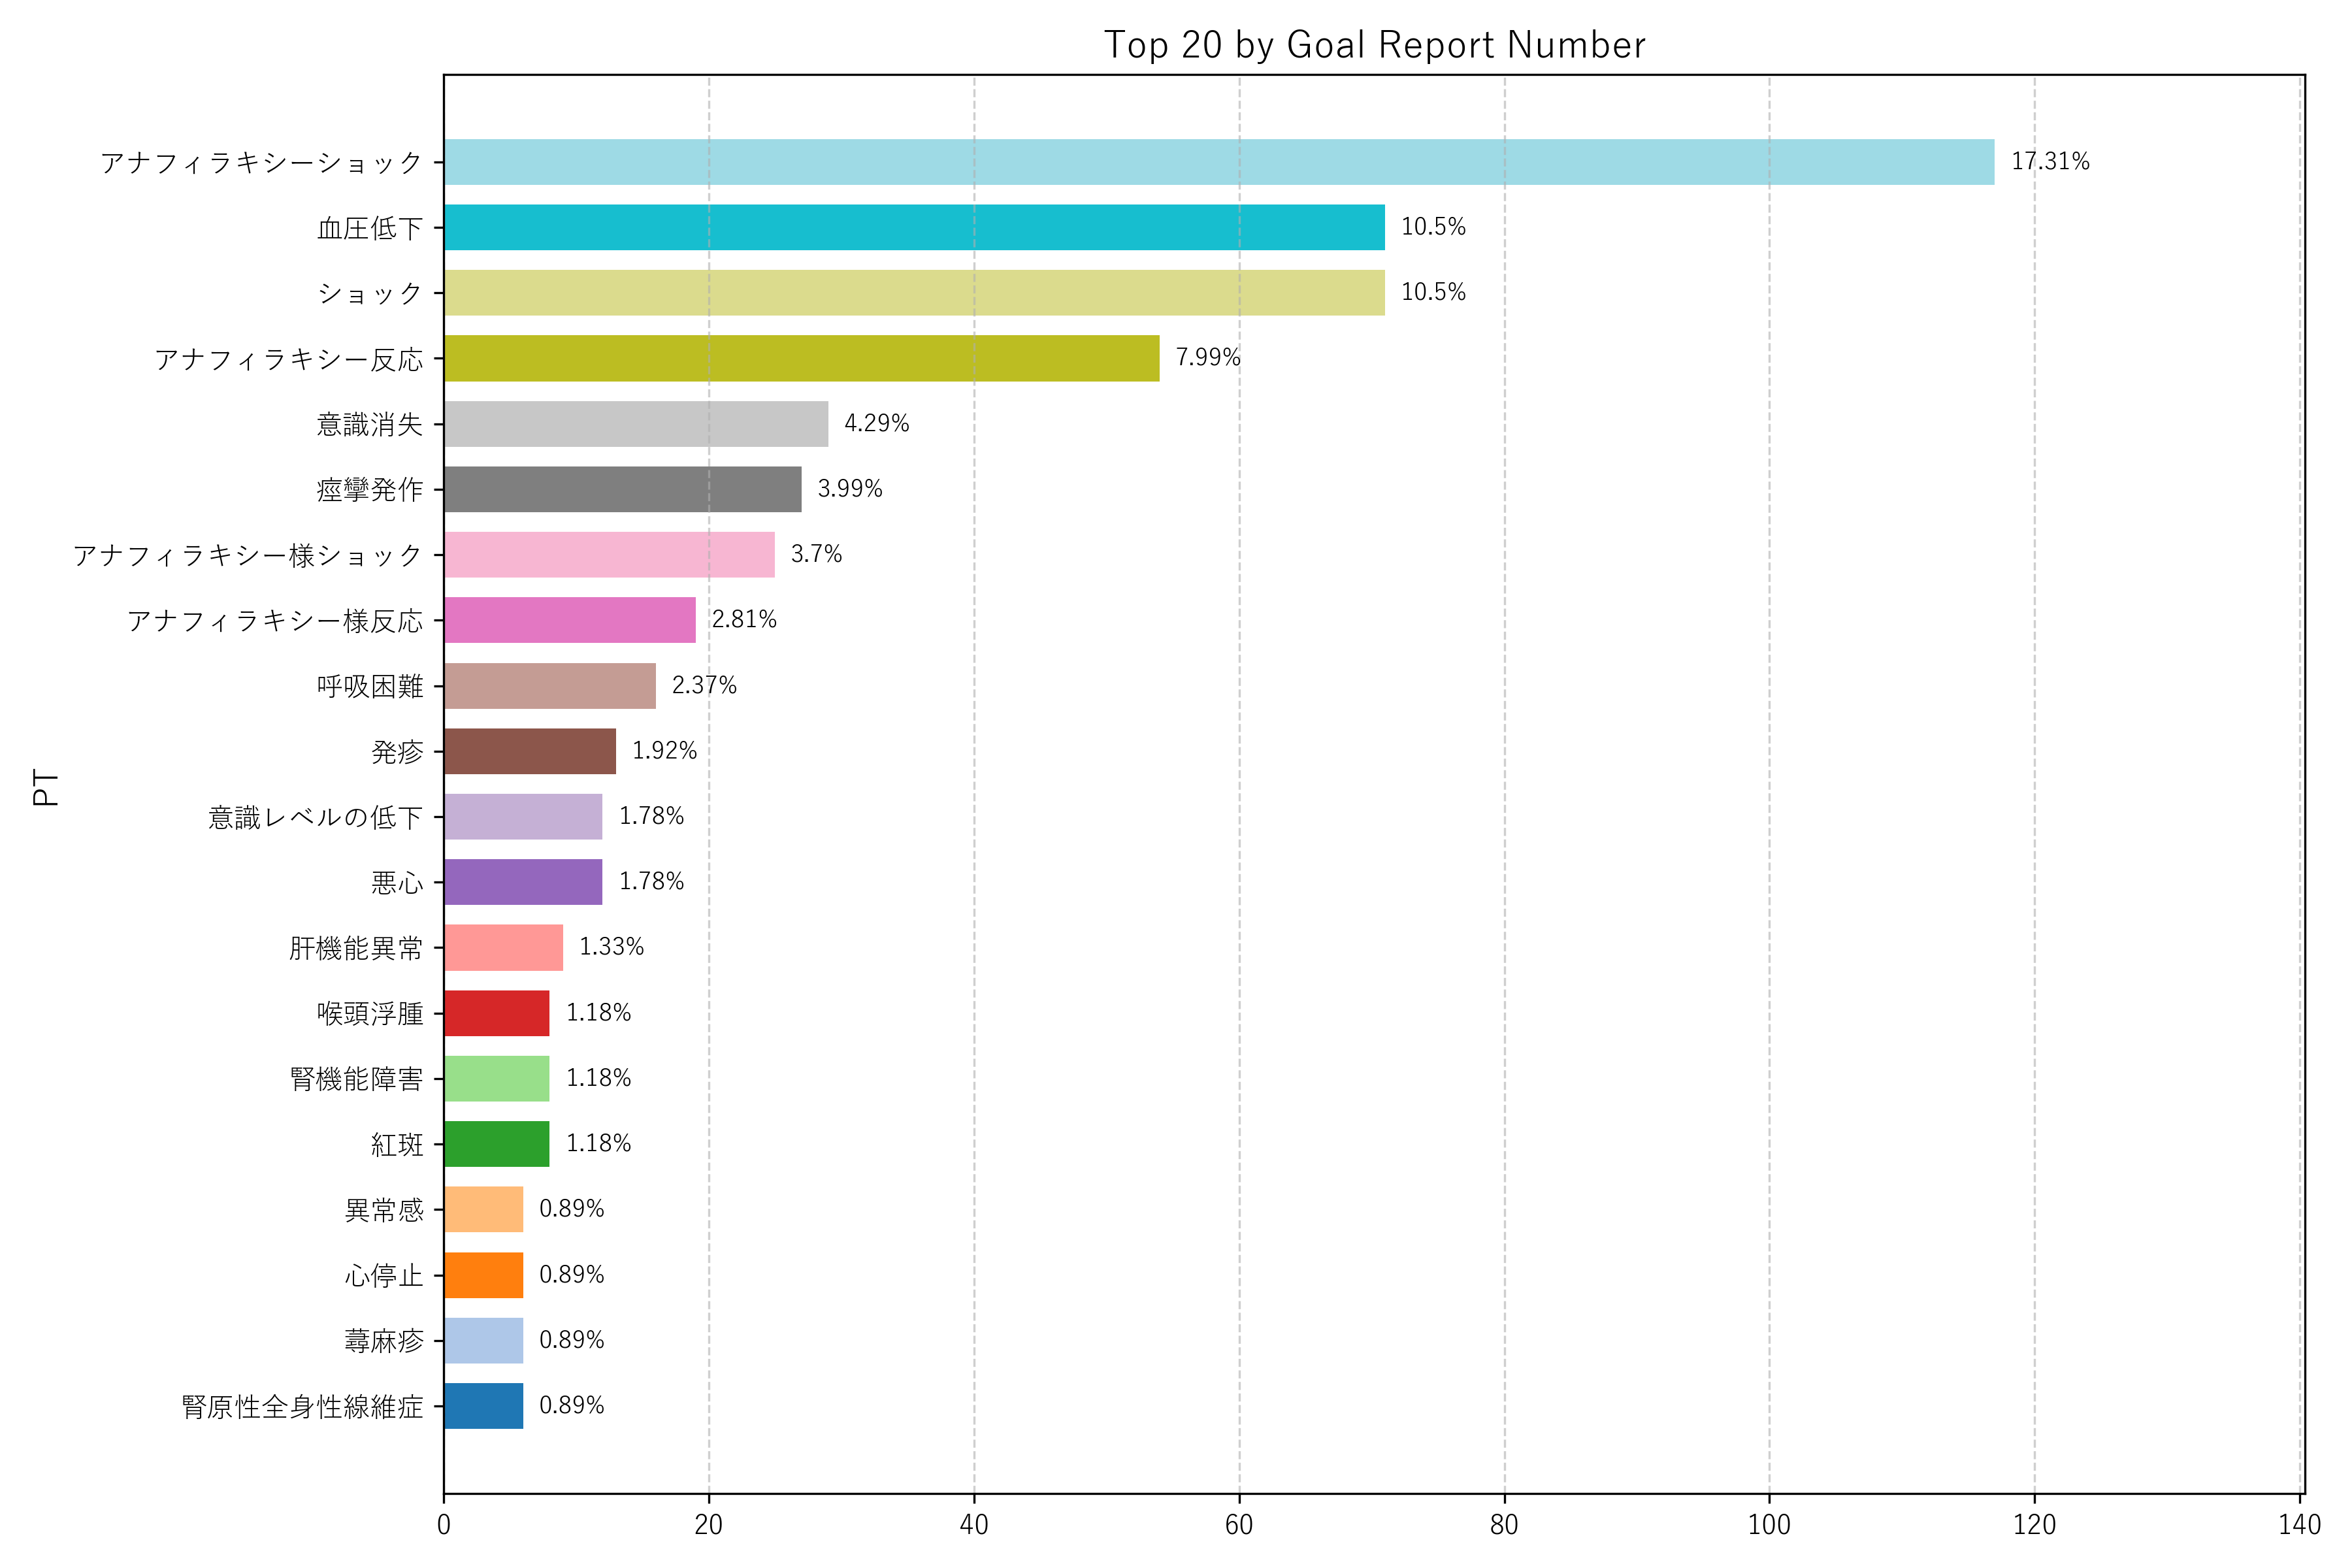 Top 20 by Goal Report Number
PT
アナフィラキシーショック 17.31%
血圧低下 10.5%
ショック 10.5%
アナフィラキシー反応 7.99%
意識消失 4.29%
痙攣発作 3.99%
アナフィラキシー様ショック 3.7%
アナフィラキシー様反応 2.81%
呼吸困難 2.37%
発疹 1.92%
意識レベルの低下 1.78%
悪心 1.78%
肝機能異常 1.33%
喉頭浮腫 1.18%
腎機能障害 1.18%
紅斑 1.18%
異常感 0.89%
心停止 0.89%
蕁麻疹 0.89%
腎原性全身性線維症 0.89%
0 20 40 60 80 100 120 140